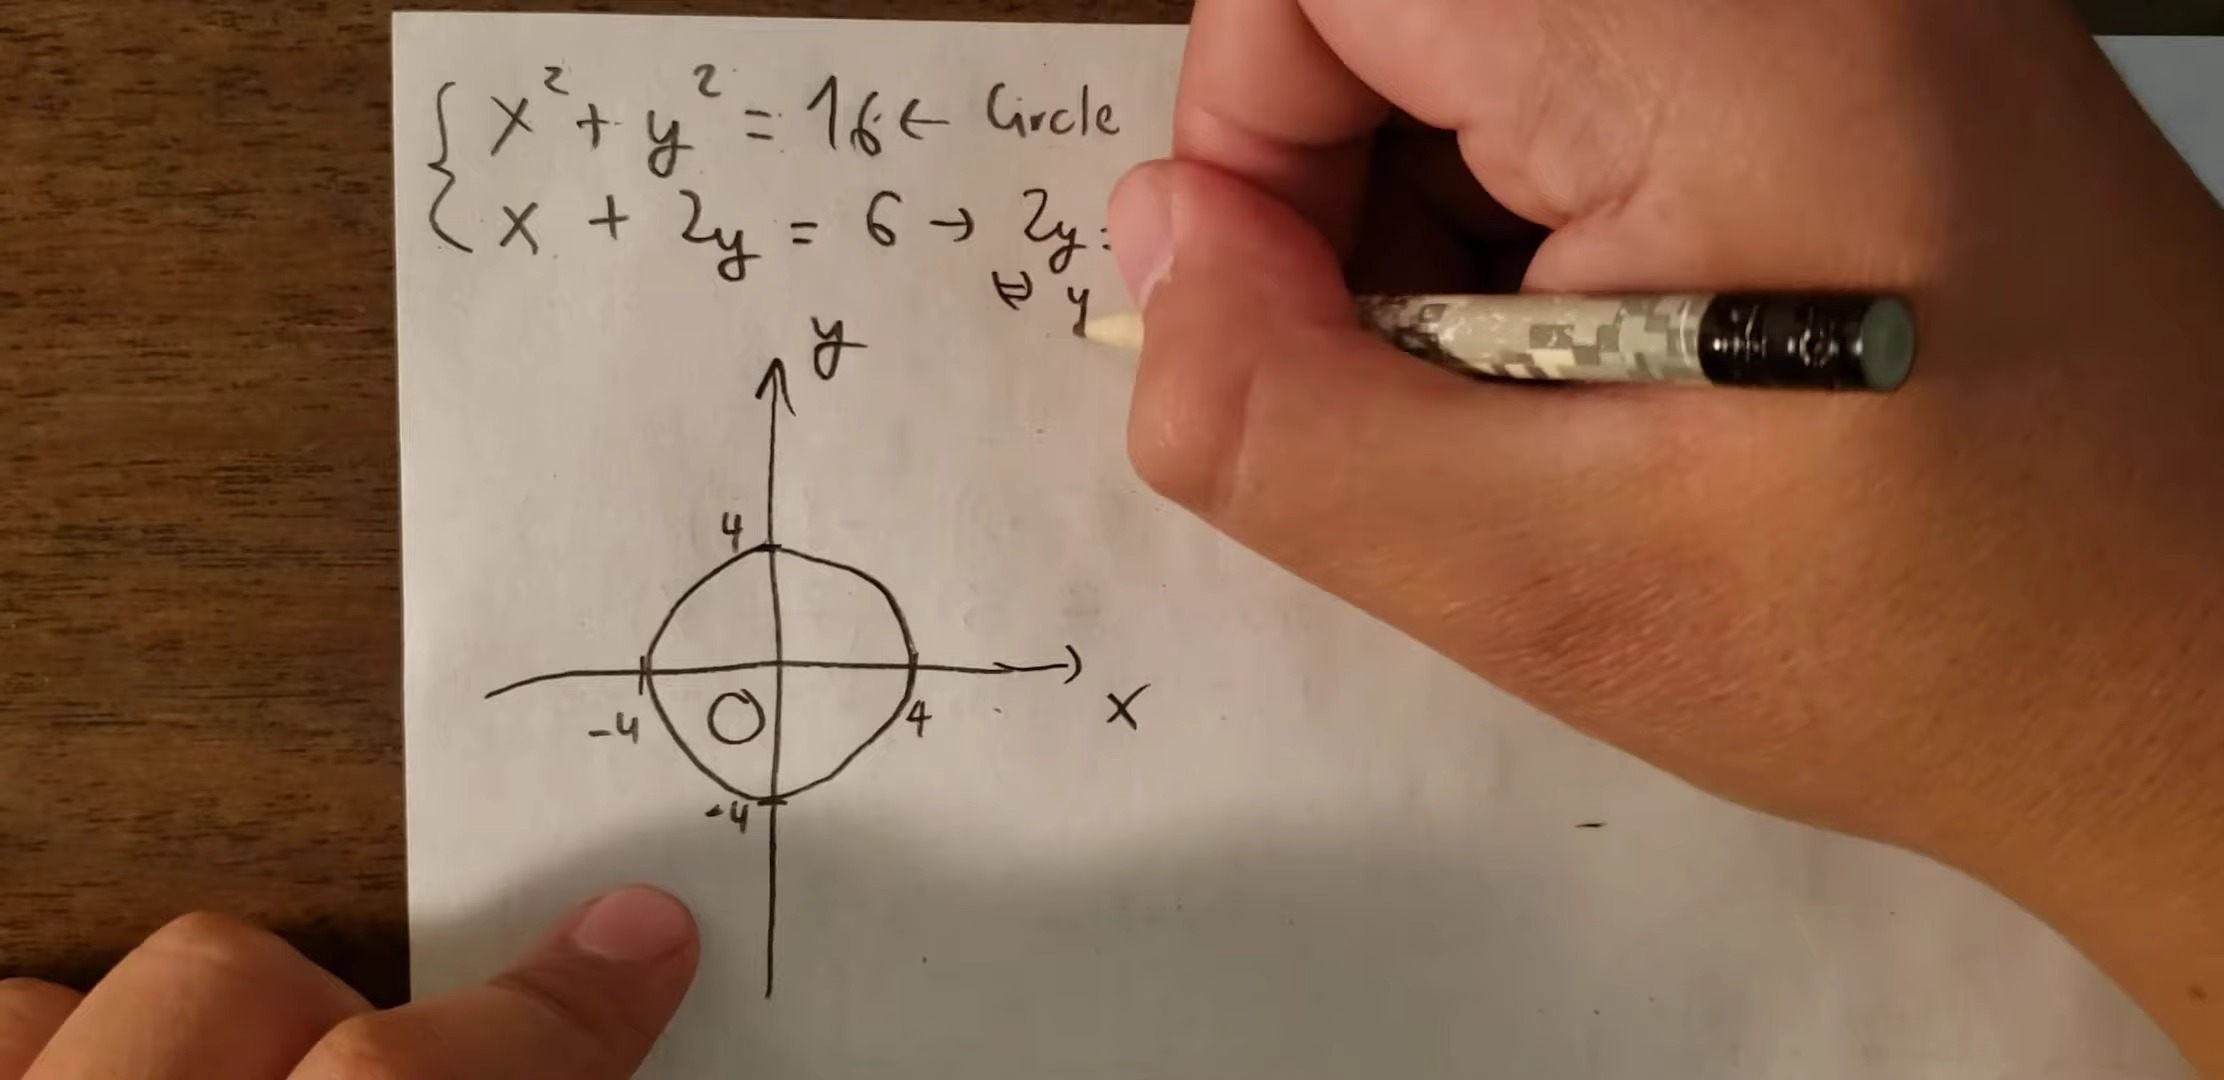 x² + y² = 16 ← Circle
x + 2y = 6 → 2y =
⇔ y
y
4
-4 O 4 x
-4